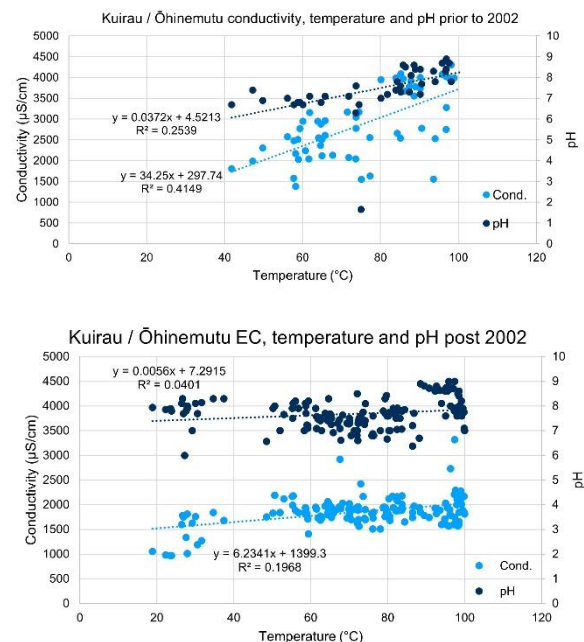 Kuirau / Ōhinemutu conductivity, temperature and pH prior to 2002
5000
4500
4000
3500
3000
2500
2000
1500
1000
500
0
Conductivity (µS/cm)
y = 0.0372x + 4.5213
R² = 0.2539
y = 34.25x + 297.74
R² = 0.4149
Cond.
pH
10
9
8
7
6
5
4
3
2
1
0
pH
0 20 40 60 80 100 120
Temperature (°C)
Kuirau / Ōhinemutu EC, temperature and pH post 2002
5000
4500
4000
3500
3000
2500
2000
1500
1000
500
0
Conductivity (µS/cm)
y = 0.0056x + 7.2915
R² = 0.0401
y = 6.2341x + 1399.3
R² = 0.1968
Cond.
pH
10
9
8
7
6
5
4
3
2
1
0
pH
0 20 40 60 80 100 120
Temperature (°C)